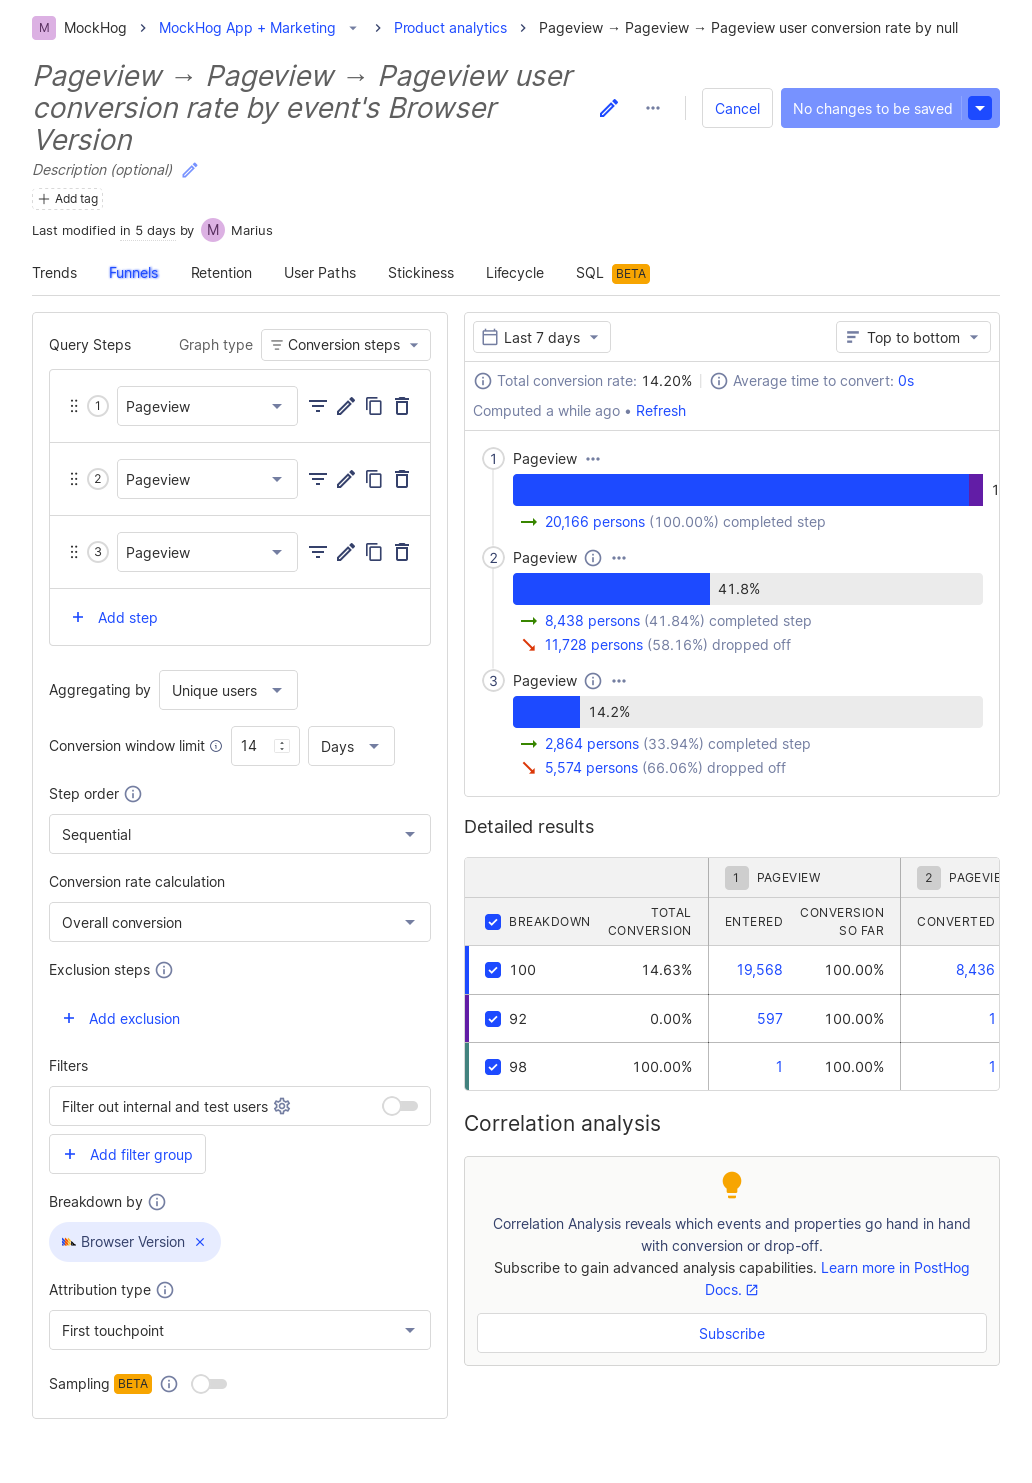 M MockHog MockHog App + Marketing Product analytics Pageview → Pageview → Pageview user conversion rate by null
Pageview → Pageview → Pageview user
conversion rate by event's Browser
Version
Cancel
No changes to be saved
Description (optional)
Add tag
Last modified in 5 days by M Marius
Trends Funnels Retention User Paths Stickiness Lifecycle SQL BETA
Query Steps Graph type Conversion steps
1 Pageview
2 Pageview
3 Pageview
Add step
Aggregating by Unique users
Conversion window limit 14 Days
Step order
Sequential
Conversion rate calculation
Overall conversion
Exclusion steps
Add exclusion
Filters
Filter out internal and test users
Add filter group
Breakdown by
Browser Version
Attribution type
First touchpoint
Sampling BETA
Last 7 days Top to bottom
Total conversion rate: 14.20% Average time to convert: 0s
Computed a while ago • Refresh
1 Pageview
1
20,166 persons (100.00%) completed step
2 Pageview
41.8%
8,438 persons (41.84%) completed step
11,728 persons (58.16%) dropped off
3 Pageview
14.2%
2,864 persons (33.94%) completed step
5,574 persons (66.06%) dropped off
Detailed results
1 PAGEVIEW 2 PAGEVIE
BREAKDOWN TOTAL CONVERSION ENTERED CONVERSION SO FAR CONVERTED
100 14.63% 19,568 100.00% 8,436
92 0.00% 597 100.00% 1
98 100.00% 1 100.00% 1
Correlation analysis
Correlation Analysis reveals which events and properties go hand in hand
with conversion or drop-off.
Subscribe to gain advanced analysis capabilities. Learn more in PostHog
Docs.
Subscribe